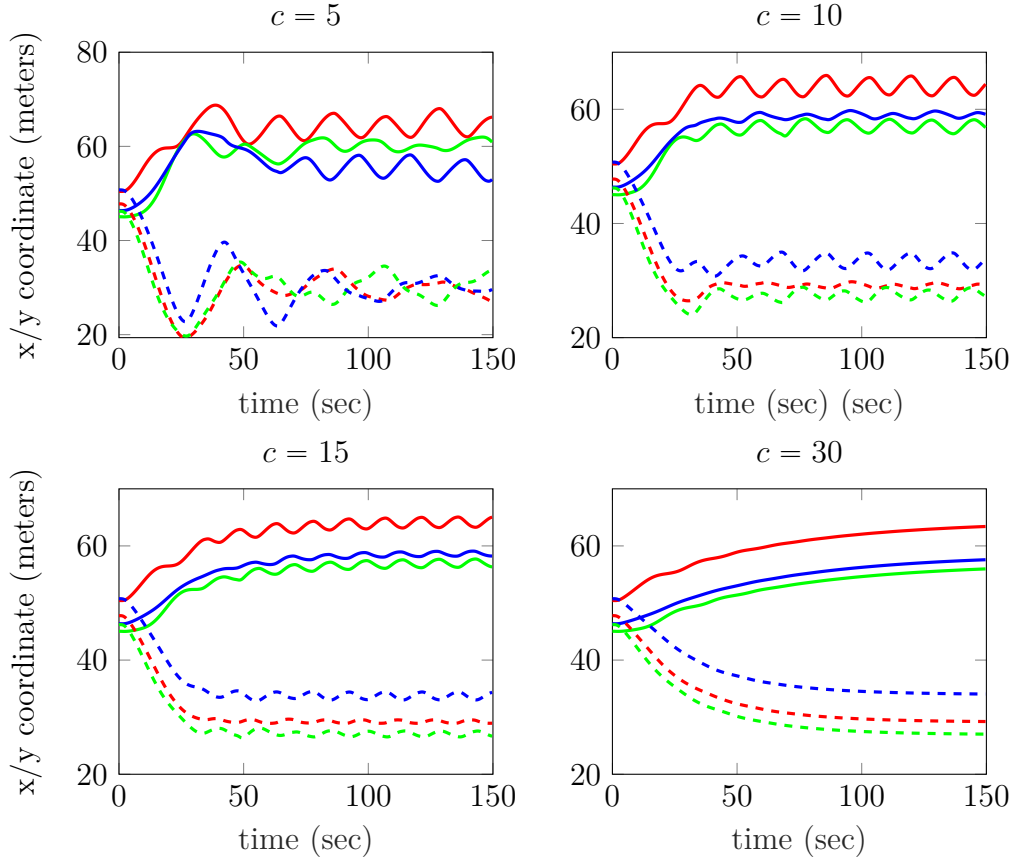 c = 5
c = 10
80
60
40
20
x/y coordinate (meters)
0 50 100 150
time (sec)
60
40
20
0 50 100 150
time (sec) (sec)
c = 15
c = 30
60
40
20
x/y coordinate (meters)
0 50 100 150
time (sec)
60
40
20
0 50 100 150
time (sec)